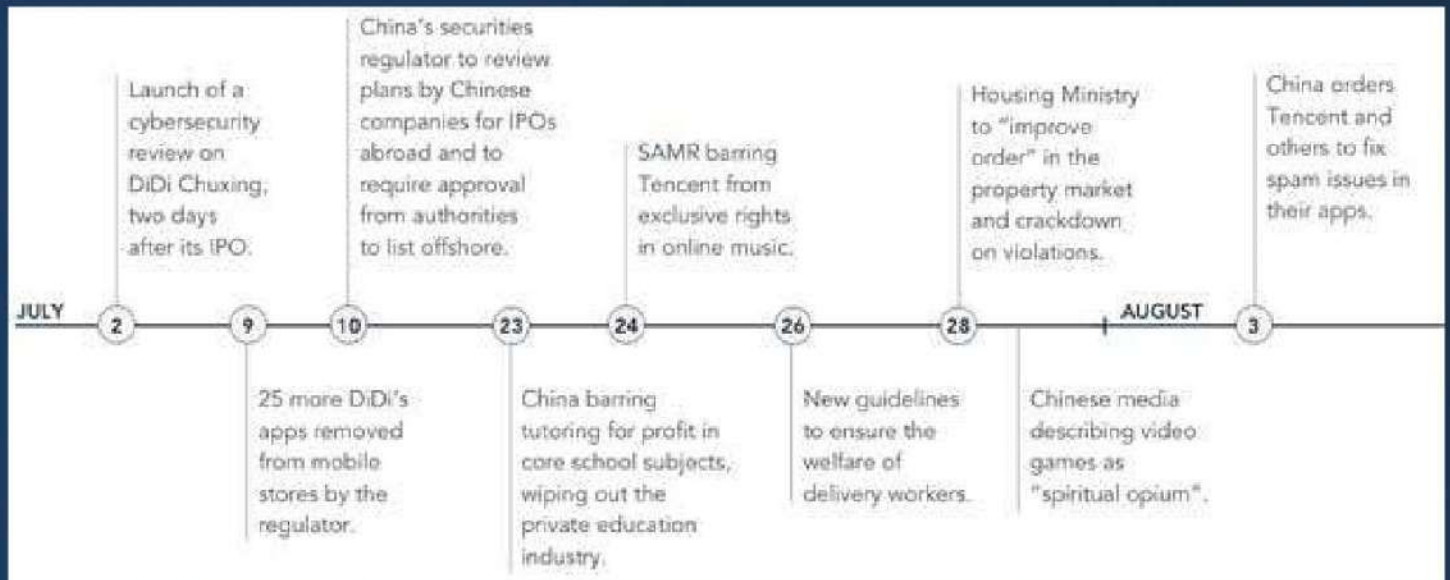 Launch of a
cybersecurity
review on
DiDi Chuxing,
two days
after its IPO.
China's securities
regulator to review
plans by Chinese
companies for IPOs
abroad and to
require approval
from authorities
to list offshore.
SAMR barring
Tencent from
exclusive rights
in online music.
Housing Ministry
to "improve
order" in the
property market
and crackdown
on violations.
China orders
Tencent and
others to fix
spam issues in
their apps.
JULY 2 9 10 23 24 26 28 AUGUST 3
25 more DiDi's
apps removed
from mobile
stores by the
regulator.
China barring
tutoring for profit in
core school subjects,
wiping out the
private education
industry.
New guidelines
to ensure the
welfare of
delivery workers.
Chinese media
describing video
games as
"spiritual opium".